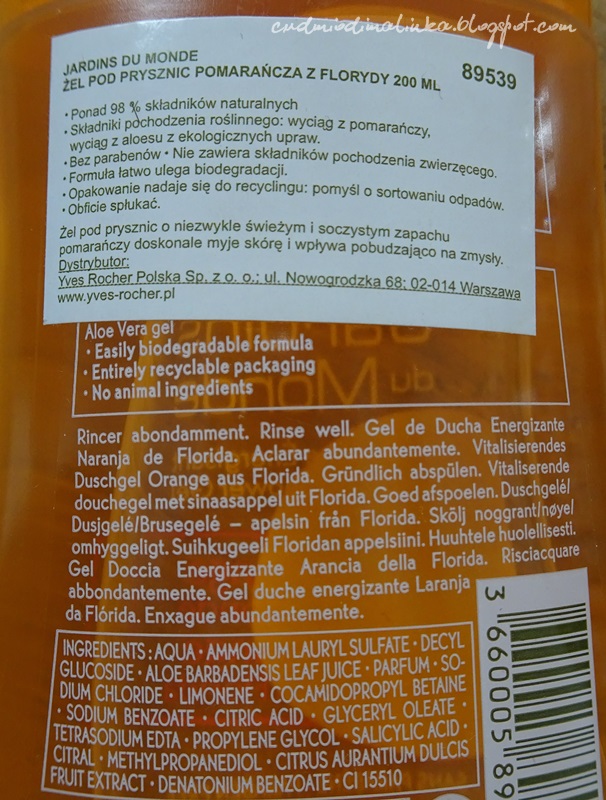 cudmiodimalinka.blogspot.com
JARDINS DU MONDE 89539
ŻEL POD PRYSZNIC POMARAŃCZA Z FLORYDY 200 ML
• Ponad 98 % składników naturalnych
• Składniki pochodzenia roślinnego: wyciąg z pomarańczy,
wyciąg z aloesu z ekologicznych upraw.
• Bez parabenów • Nie zawiera składników pochodzenia zwierzęcego.
• Formuła łatwo ulega biodegradacji.
• Opakowanie nadaje się do recyclingu: pomyśl o sortowaniu odpadów.
• Obficie spłukać.
Żel pod prysznic o niezwykle świeżym i soczystym zapachu
pomarańczy doskonale myje skórę i wpływa pobudzająco na zmysły.
Dystrybutor:
Yves Rocher Polska Sp. z o. o.; ul. Nowogrodzka 68; 02-014 Warszawa
www.yves-rocher.pl
Aloe Vera gel
• Easily biodegradable formula
• Entirely recyclable packaging
• No animal ingredients
Rincer abondamment. Rinse well. Gel de Ducha Energizante
Naranja de Florida. Aclarar abundantemente. Vitalisierendes
Duschgel Orange aus Florida. Gründlich abspülen. Vitaliserende
douchegel met sinaasappel uit Florida. Goed afspoelen. Duschgelé/
Dusjgelé/Brusegelé – apelsin från Florida. Skölj noggrant/nøye/
omhyggeligt. Suihkugeeli Floridan appelsiini. Huuhtele huolellisesti.
Gel Doccia Energizzante Arancia della Florida. Risciacquare
abbondantemente. Gel duche energizante Laranja
da Flórida. Enxague abundantemente.
INGREDIENTS : AQUA • AMMONIUM LAURYL SULFATE • DECYL
GLUCOSIDE • ALOE BARBADENSIS LEAF JUICE • PARFUM • SO-
DIUM CHLORIDE • LIMONENE • COCAMIDOPROPYL BETAINE
• SODIUM BENZOATE • CITRIC ACID • GLYCERYL OLEATE •
TETRASODIUM EDTA • PROPYLENE GLYCOL • SALICYLIC ACID •
CITRAL • METHYLPROPANEDIOL • CITRUS AURANTIUM DULCIS
FRUIT EXTRACT • DENATONIUM BENZOATE • CI 15510
3 660005 89